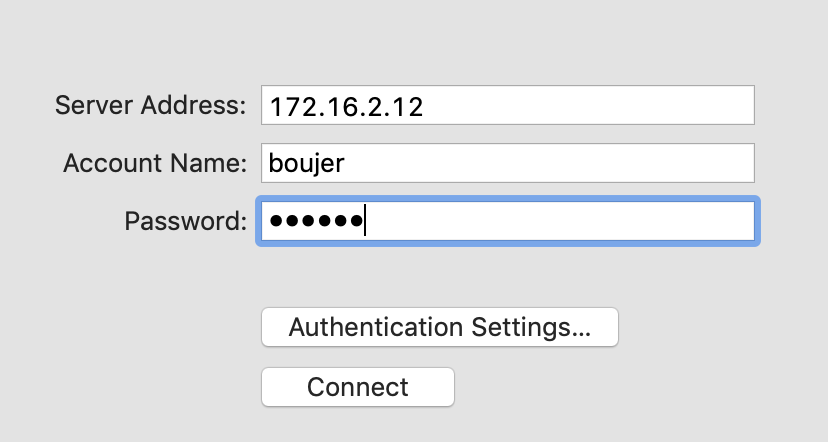 Server Address: 172.16.2.12
Account Name: boujer
Password: ••••••
Authentication Settings...
Connect